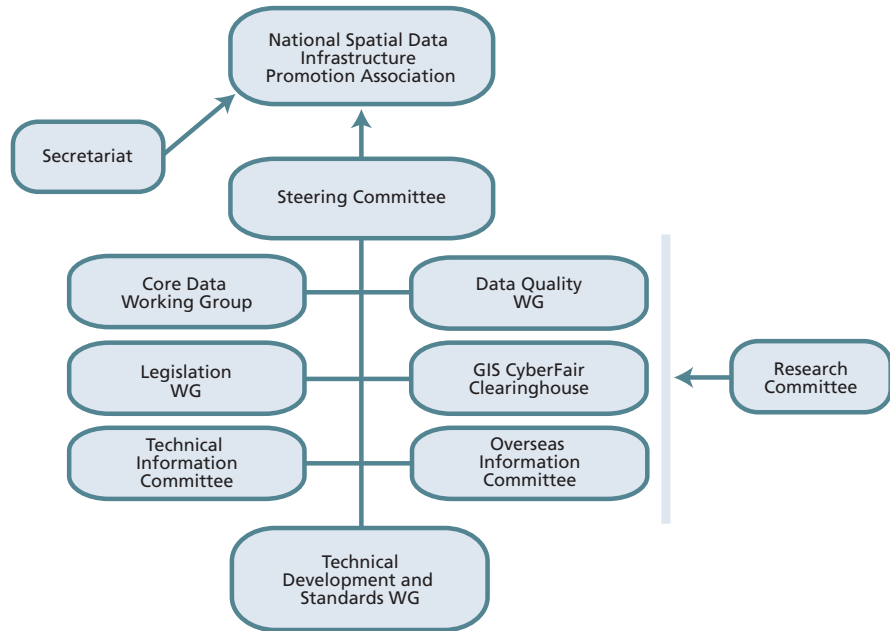 National Spatial Data
Infrastructure
Promotion Association
Secretariat
Steering Committee
Core Data
Working Group
Data Quality
WG
Legislation
WG
GIS CyberFair
Clearinghouse
Research
Committee
Technical
Information
Committee
Overseas
Information
Committee
Technical
Development and
Standards WG